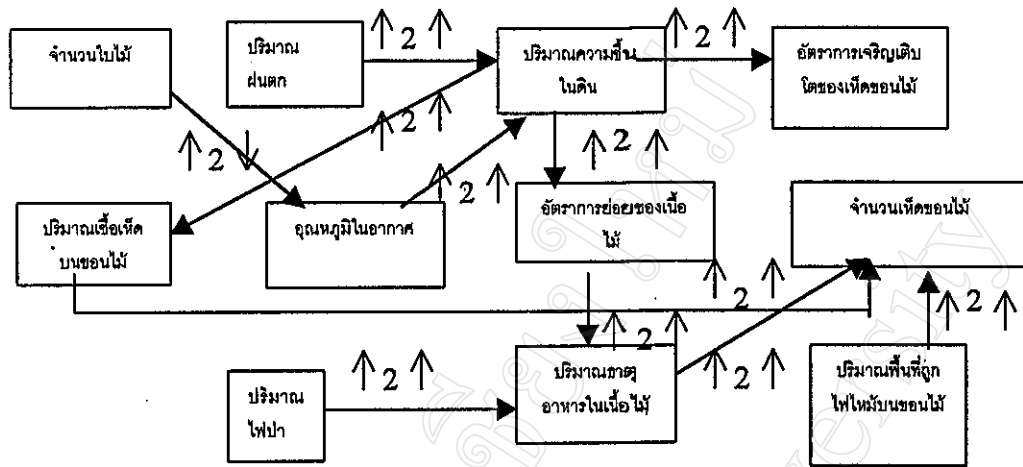 จำนวนใบไม้
ปริมาณ
ฝนตก
↑ 2 ↑
ปริมาณความชื้น
ในดิน
↑ 2 ↑
อัตราการเจริญเติบ
โตของเห็ดขอนไม้
↑ 2 ↓
↑ 2 ↑
↑ 2 ↑
↑ 2 ↑
ปริมาณเชื้อเห็ด
บนขอนไม้
อุณหภูมิในอากาศ
อัตราการย่อยของเนื้อ
ไม้
จำนวนเห็ดขอนไม้
↑ 2 ↑
↑ 2 ↑
↑ 2 ↑
ปริมาณ
ไฟป่า
↑ 2 ↑
ปริมาณธาตุ
อาหารในเนื้อไม้
↑ 2 ↑
ปริมาณพื้นที่ถูก
ไฟไหม้บนขอนไม้
 versity